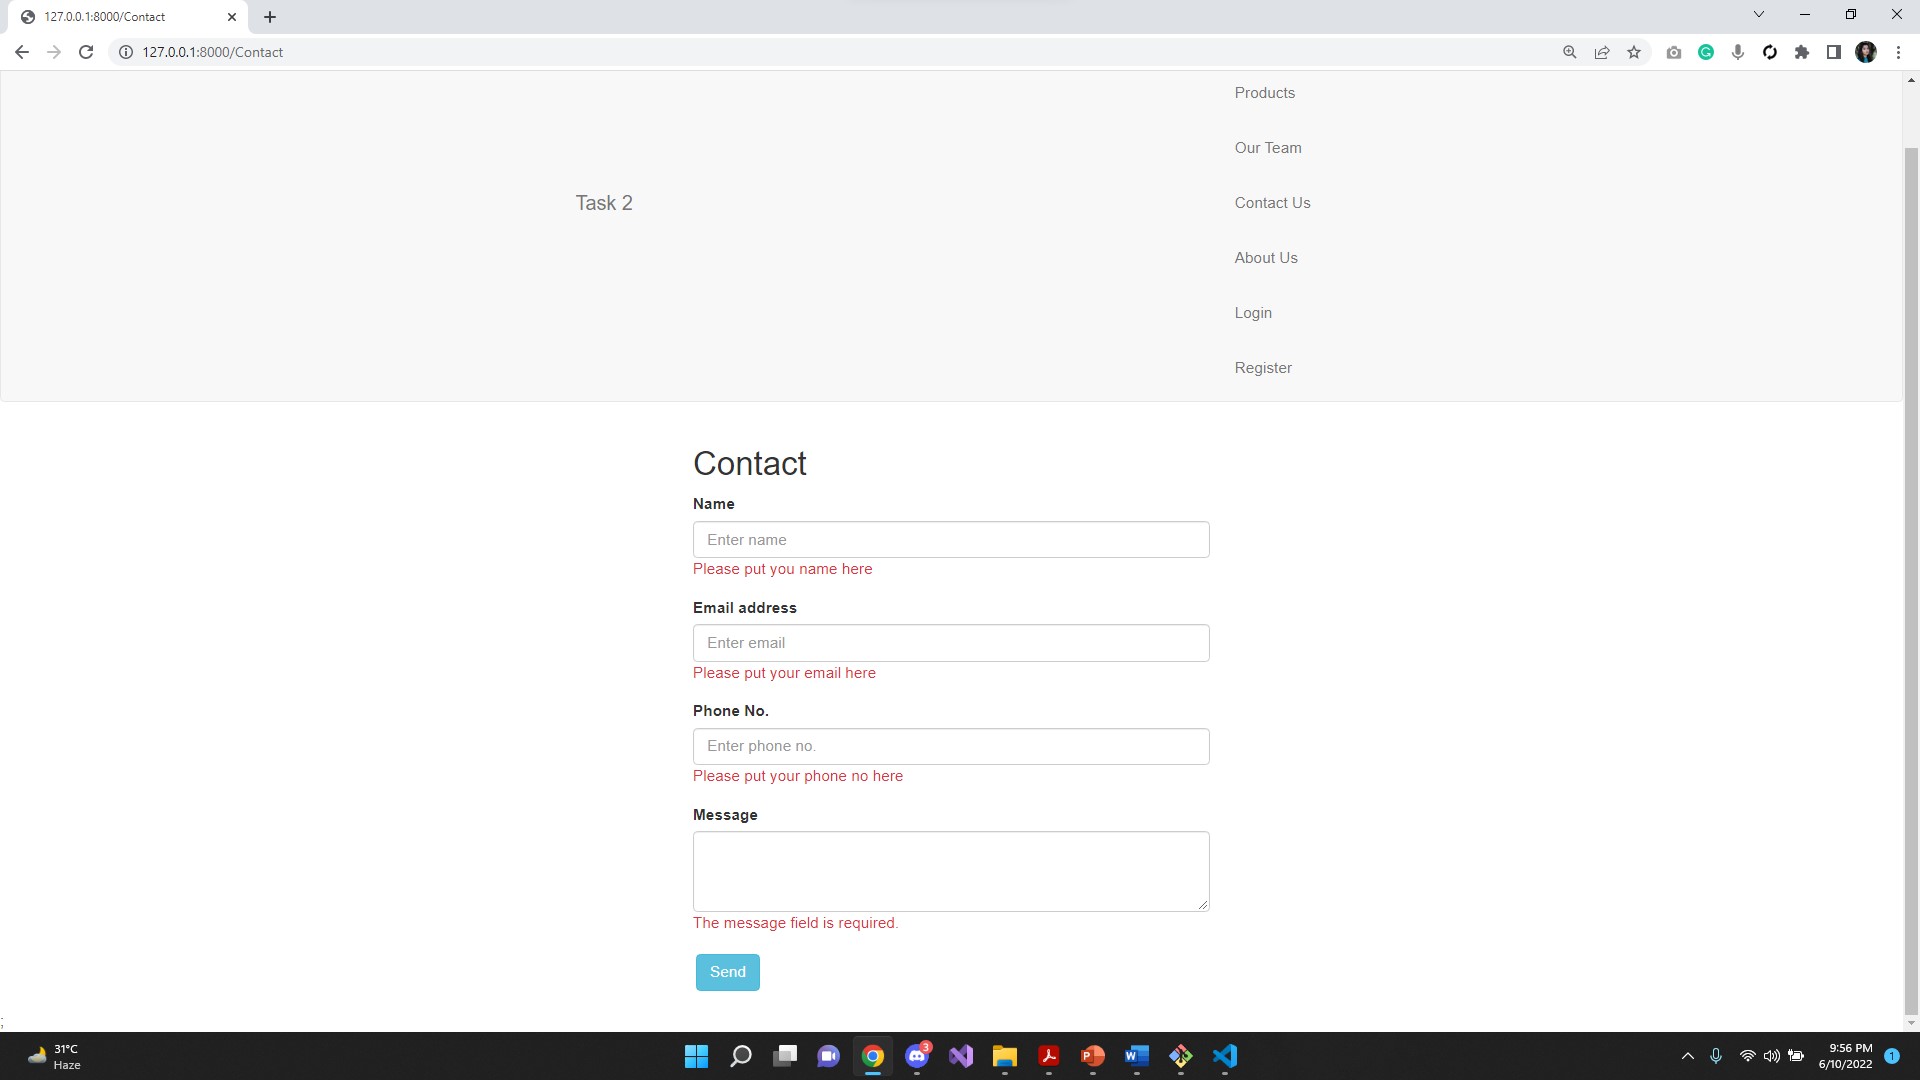 127.0.0.1:8000/Contact
127.0.0.1:8000/Contact
Products
Our Team
Task 2
Contact Us
About Us
Login
Register
Contact
Name
Enter name
Please put you name here
Email address
Enter email
Please put your email here
Phone No.
Enter phone no.
Please put your phone no here
Message
The message field is required.
Send
;
31°C
Haze
3
9:56 PM
6/10/2022
1